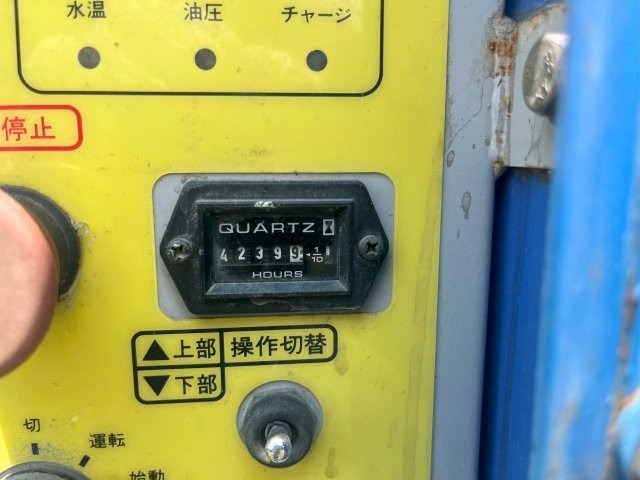 水温 油圧 チャージ
停止
QUARTZ
42399 1/10
HOURS
▲上部 操作切替
▼下部
切 運転
始動